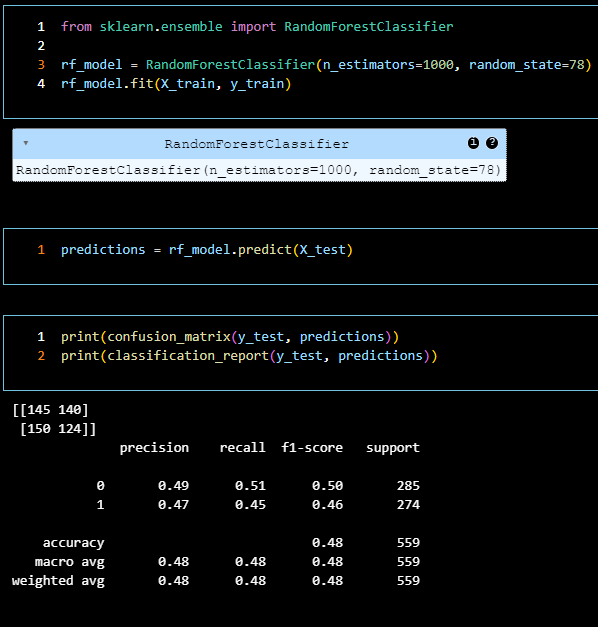 1 from sklearn.ensemble import RandomForestClassifier
2
3 rf_model = RandomForestClassifier(n_estimators=1000, random_state=78)
4 rf_model.fit(X_train, y_train)
▾ RandomForestClassifier i ?
RandomForestClassifier(n_estimators=1000, random_state=78)
1 predictions = rf_model.predict(X_test)
1 print(confusion_matrix(y_test, predictions))
2 print(classification_report(y_test, predictions))
[[145 140]
 [150 124]]
precision recall f1-score support
0 0.49 0.51 0.50 285
1 0.47 0.45 0.46 274
accuracy 0.48 559
macro avg 0.48 0.48 0.48 559
weighted avg 0.48 0.48 0.48 559